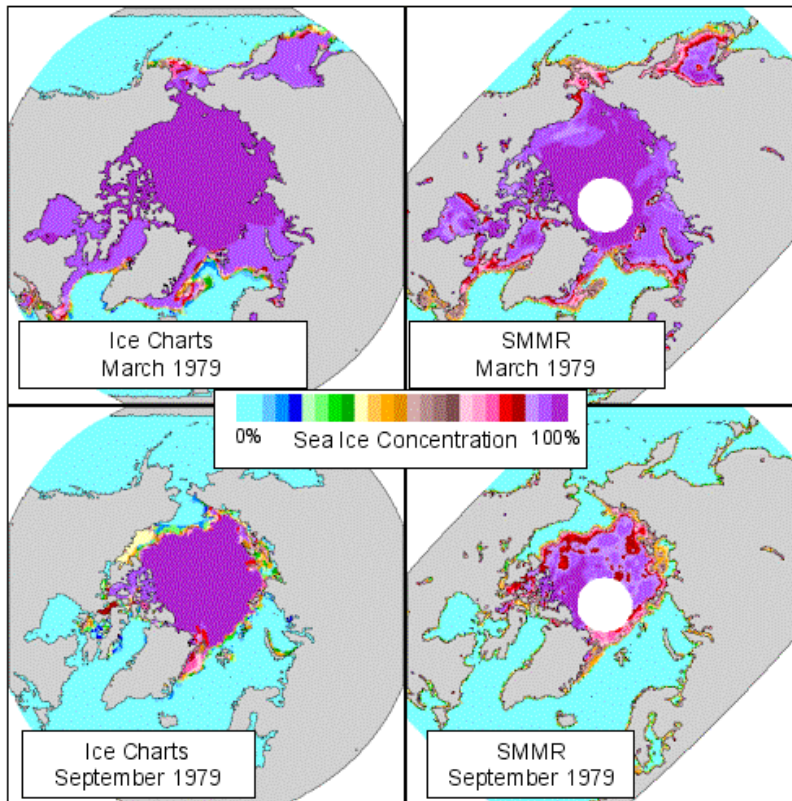 Ice Charts
March 1979
SMMR
March 1979
0% Sea Ice Concentration 100%
Ice Charts
September 1979
SMMR
September 1979